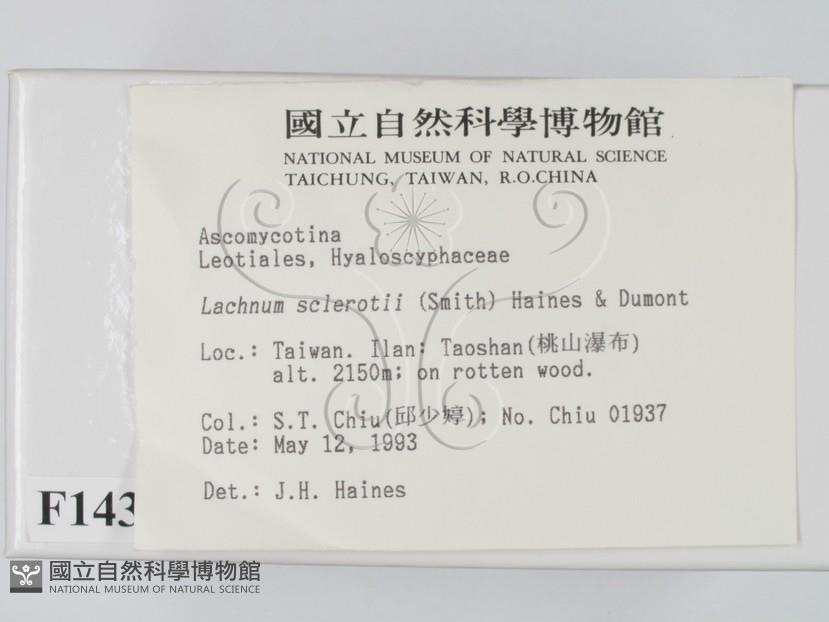 國立自然科學博物館
NATIONAL MUSEUM OF NATURAL SCIENCE
TAICHUNG, TAIWAN, R.O.CHINA
Ascomycotina
Leotiales, Hyaloscyphaceae
Lachnum sclerotii (Smith) Haines & Dumont
Loc.: Taiwan. Ilan: Taoshan(桃山瀑布)
alt. 2150m; on rotten wood.
Col.: S.T. Chiu(邱少婷); No. Chiu 01937
Date: May 12, 1993
Det.: J.H. Haines
F143
國立自然科學博物館
NATIONAL MUSEUM OF NATURAL SCIENCE